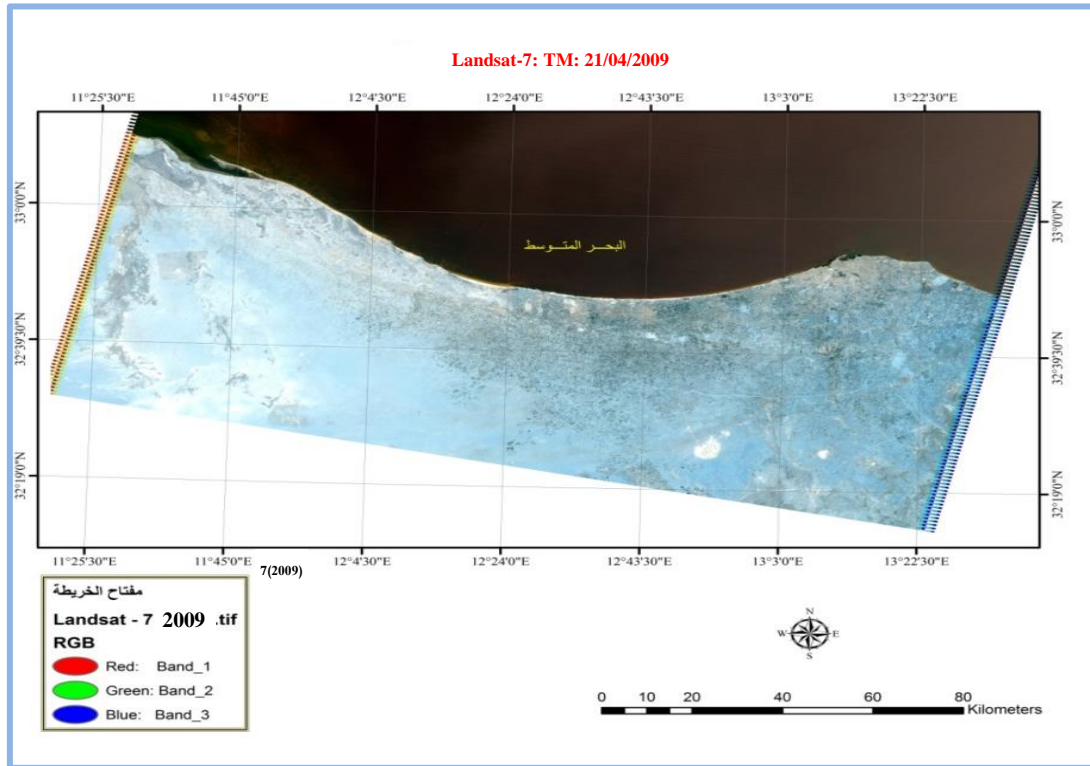 Landsat-7: TM: 21/04/2009
11°25'30"E 11°45'0"E 12°4'30"E 12°24'0"E 12°43'30"E 13°3'0"E 13°22'30"E
33°0'0"N 33°0'0"N
البحر المتوسط
32°39'30"N 32°39'30"N
32°19'0"N 32°19'0"N
11°25'30"E 11°45'0"E 12°4'30"E 12°24'0"E 12°43'30"E 13°3'0"E 13°22'30"E
7(2009)
مفتاح الخريطة
Landsat - 7 2009 .tif
RGB
Red: Band_1
Green: Band_2
Blue: Band_3
N
W E
S
0 10 20 40 60 80
Kilometers